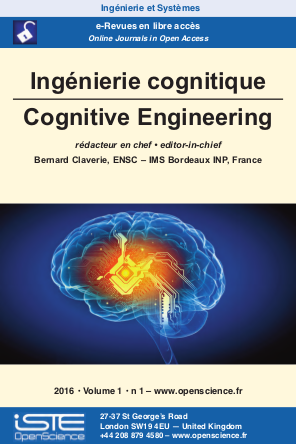 Ingénierie et Systèmes
e-Revues en libre accès
Online Journals in Open Access
Ingénierie cognitique
Cognitive Engineering
rédacteur en chef • editor-in-chief
Bernard Claverie, ENSC – IMS Bordeaux INP, France
2016 • Volume 1 • n 1 – www.openscience.fr
iSTE
OpenScience
27-37 St George's Road
London SW19 4EU — United Kingdom
+44 208 879 4580 – www.openscience.fr